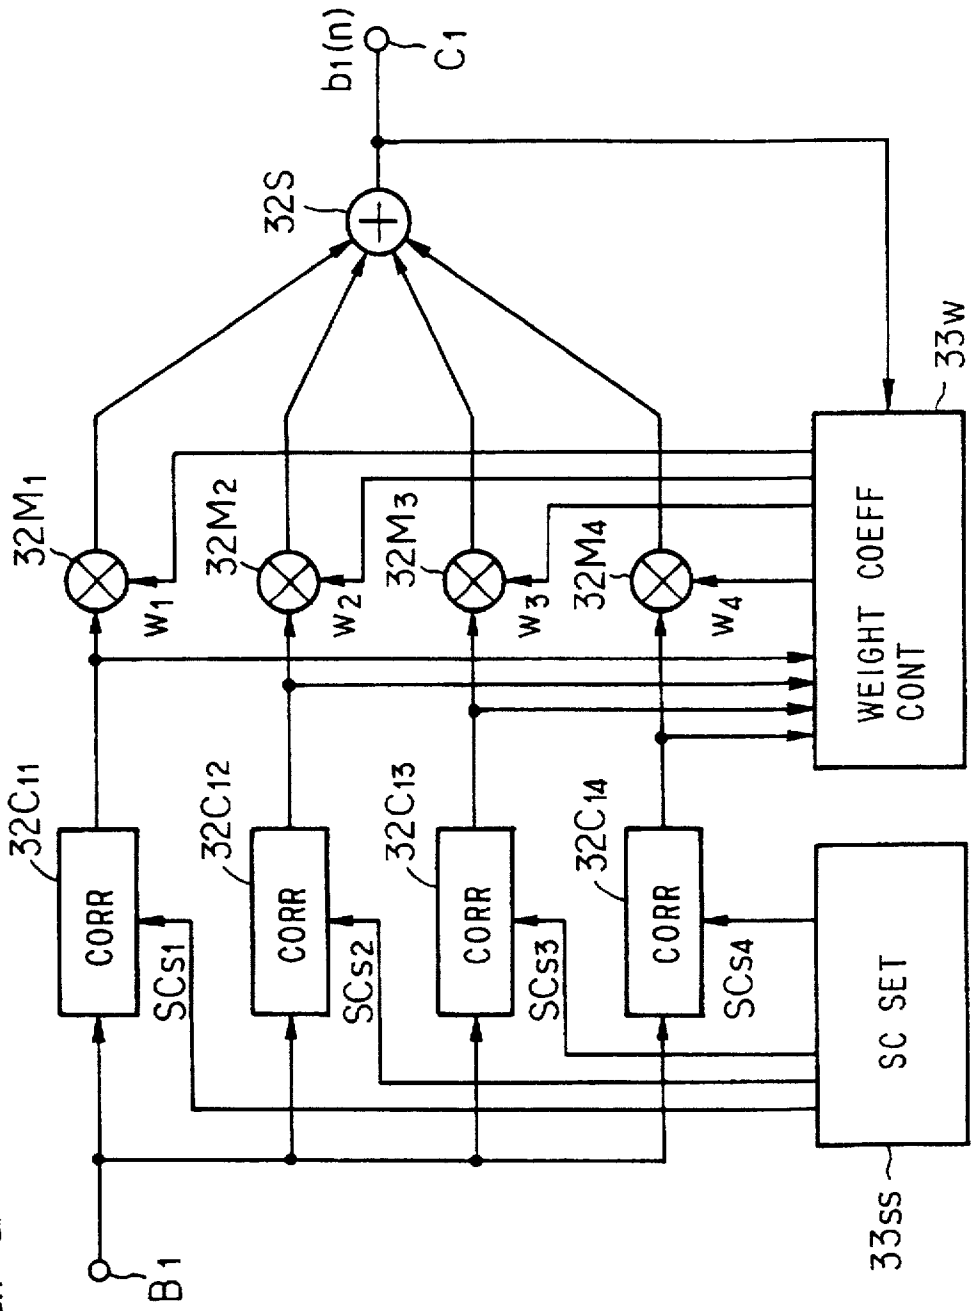 b1(n)
C1
32S
32M1
32M2
32M3
32M4
W1
W2
W3
W4
33W
WEIGHT COEFF
CONT
32C11
32C12
32C13
32C14
CORR
CORR
CORR
CORR
SCS1
SCS2
SCS3
SCS4
SC SET
33SS
B1